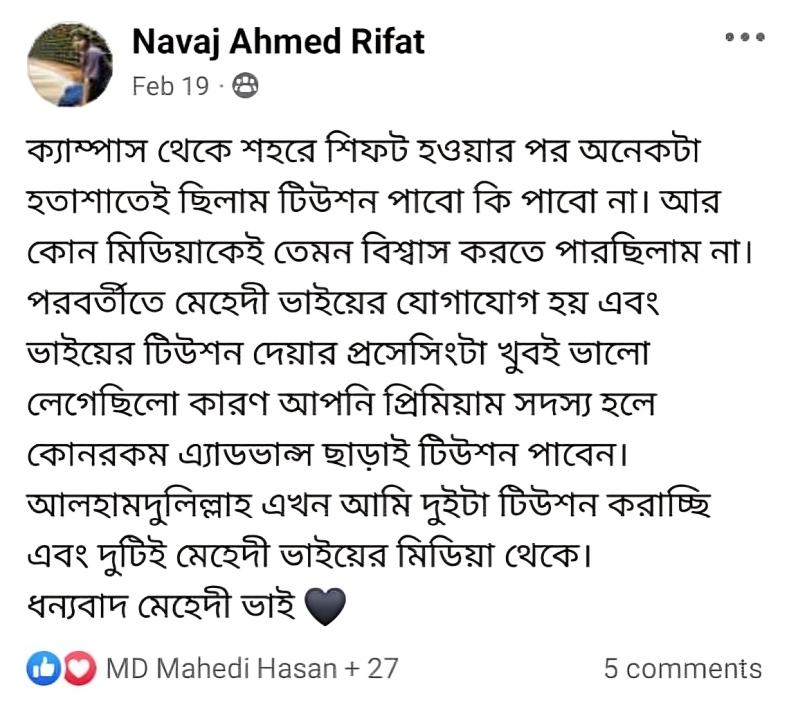 Navaj Ahmed Rifat
Feb 19 ·
ক্যাম্পাস থেকে শহরে শিফট হওয়ার পর অনেকটা
হতাশাতেই ছিলাম টিউশন পাবো কি পাবো না। আর
কোন মিডিয়াকেই তেমন বিশ্বাস করতে পারছিলাম না।
পরবর্তীতে মেহেদী ভাইয়ের যোগাযোগ হয় এবং
ভাইয়ের টিউশন দেয়ার প্রসেসিংটা খুবই ভালো
লেগেছিলো কারণ আপনি প্রিমিয়াম সদস্য হলে
কোনরকম এ্যাডভান্স ছাড়াই টিউশন পাবেন।
আলহামদুলিল্লাহ এখন আমি দুইটা টিউশন করাচ্ছি
এবং দুটিই মেহেদী ভাইয়ের মিডিয়া থেকে।
ধন্যবাদ মেহেদী ভাই 🖤
MD Mahedi Hasan + 27
5 comments